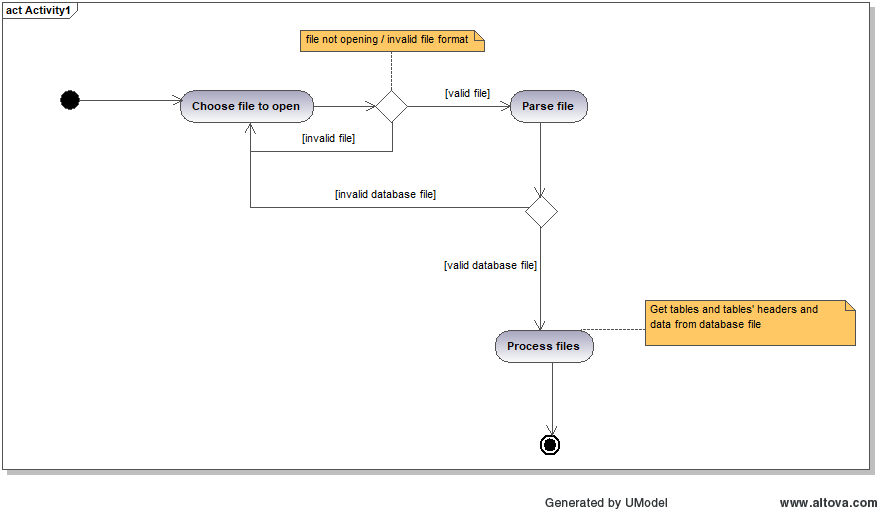 act Activity1
file not opening / invalid file format
Choose file to open
[valid file]
Parse file
[invalid file]
[invalid database file]
[valid database file]
Get tables and tables' headers and
data from database file
Process files
Generated by UModel
www.altova.com